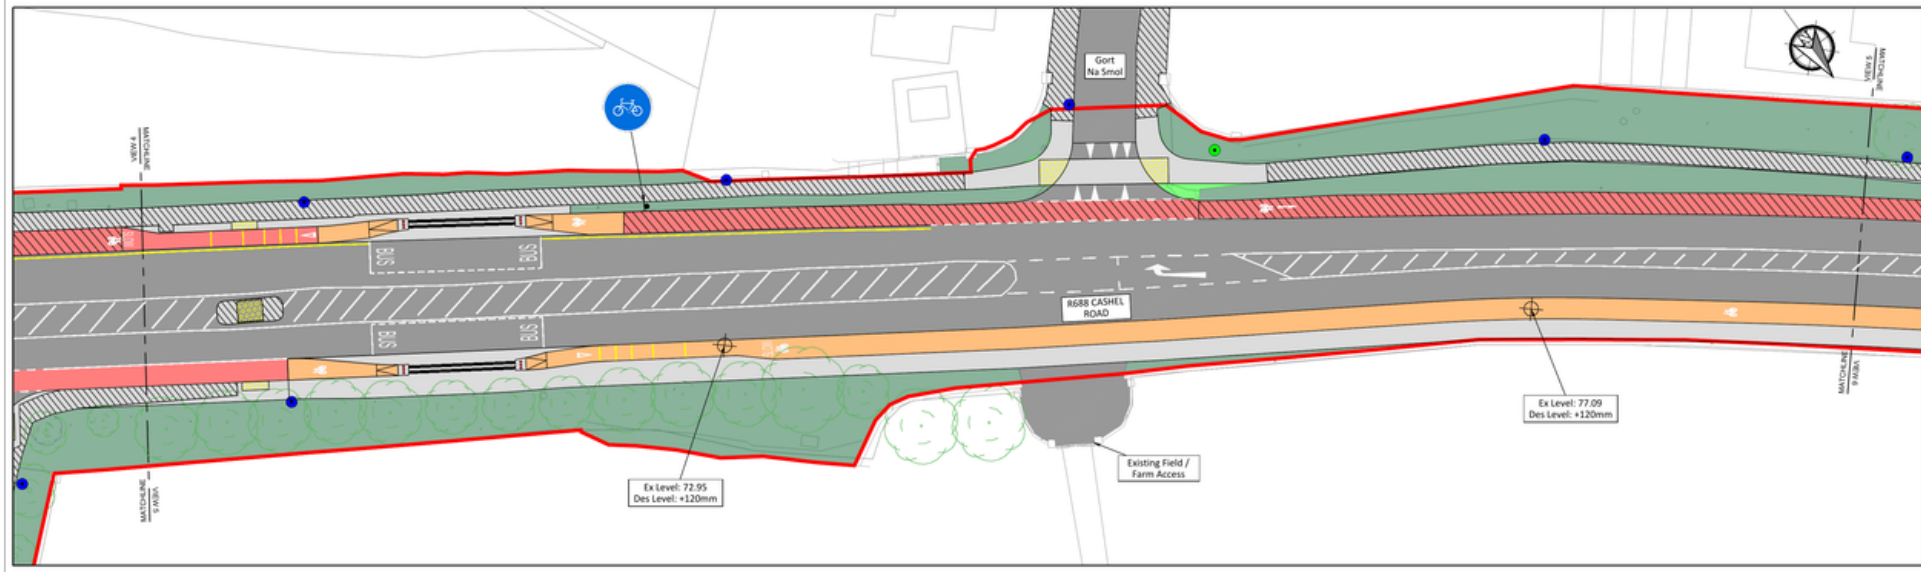 Gort
Na Smol
MATCHLINE
VIEW 5
MATCHLINE
VIEW 4
BUS
BUS
R688 CASHEL
ROAD
BUS
BUS
Ex Level: 77.09
Des Level: +120mm
MATCHLINE
VIEW 6
Existing Field /
Farm Access
Ex Level: 72.95
Des Level: +120mm
MATCHLINE
VIEW 5